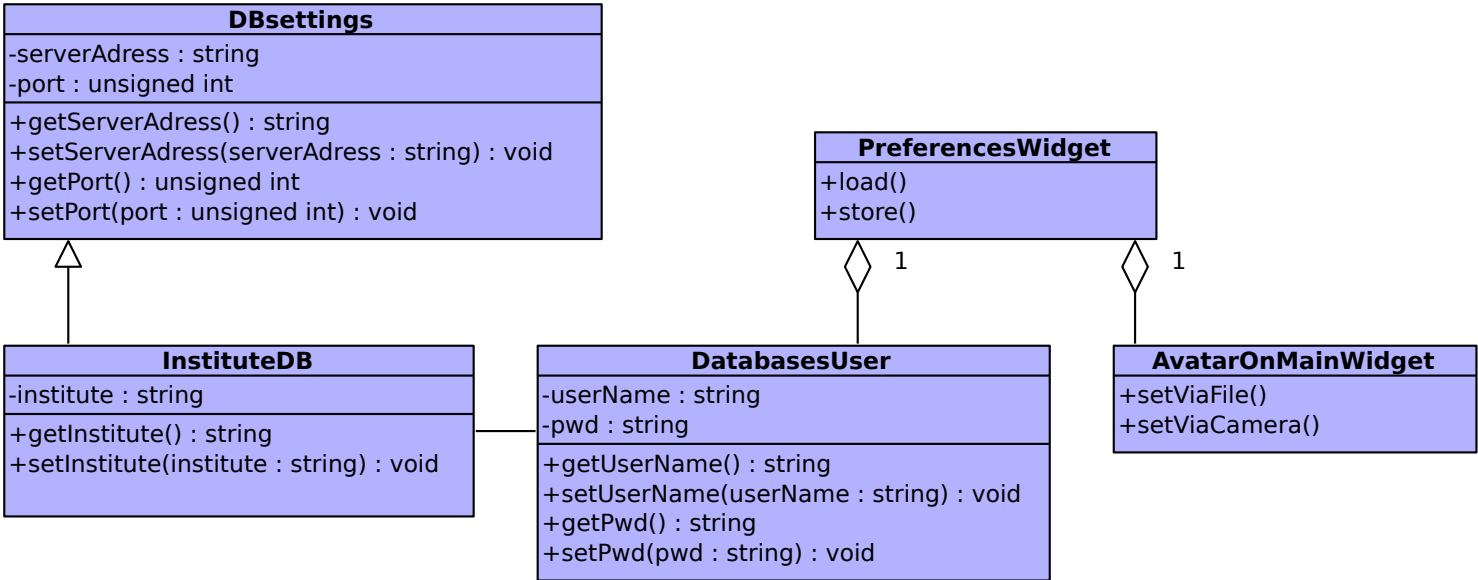 DBsettings
-serverAdress : string
-port : unsigned int
+getServerAdress() : string
+setServerAdress(serverAdress : string) : void
+getPort() : unsigned int
+setPort(port : unsigned int) : void
PreferencesWidget
+load()
+store()
1
1
InstituteDB
-institute : string
+getInstitute() : string
+setInstitute(institute : string) : void
DatabasesUser
-userName : string
-pwd : string
+getUserName() : string
+setUserName(userName : string) : void
+getPwd() : string
+setPwd(pwd : string) : void
AvatarOnMainWidget
+setViaFile()
+setViaCamera()